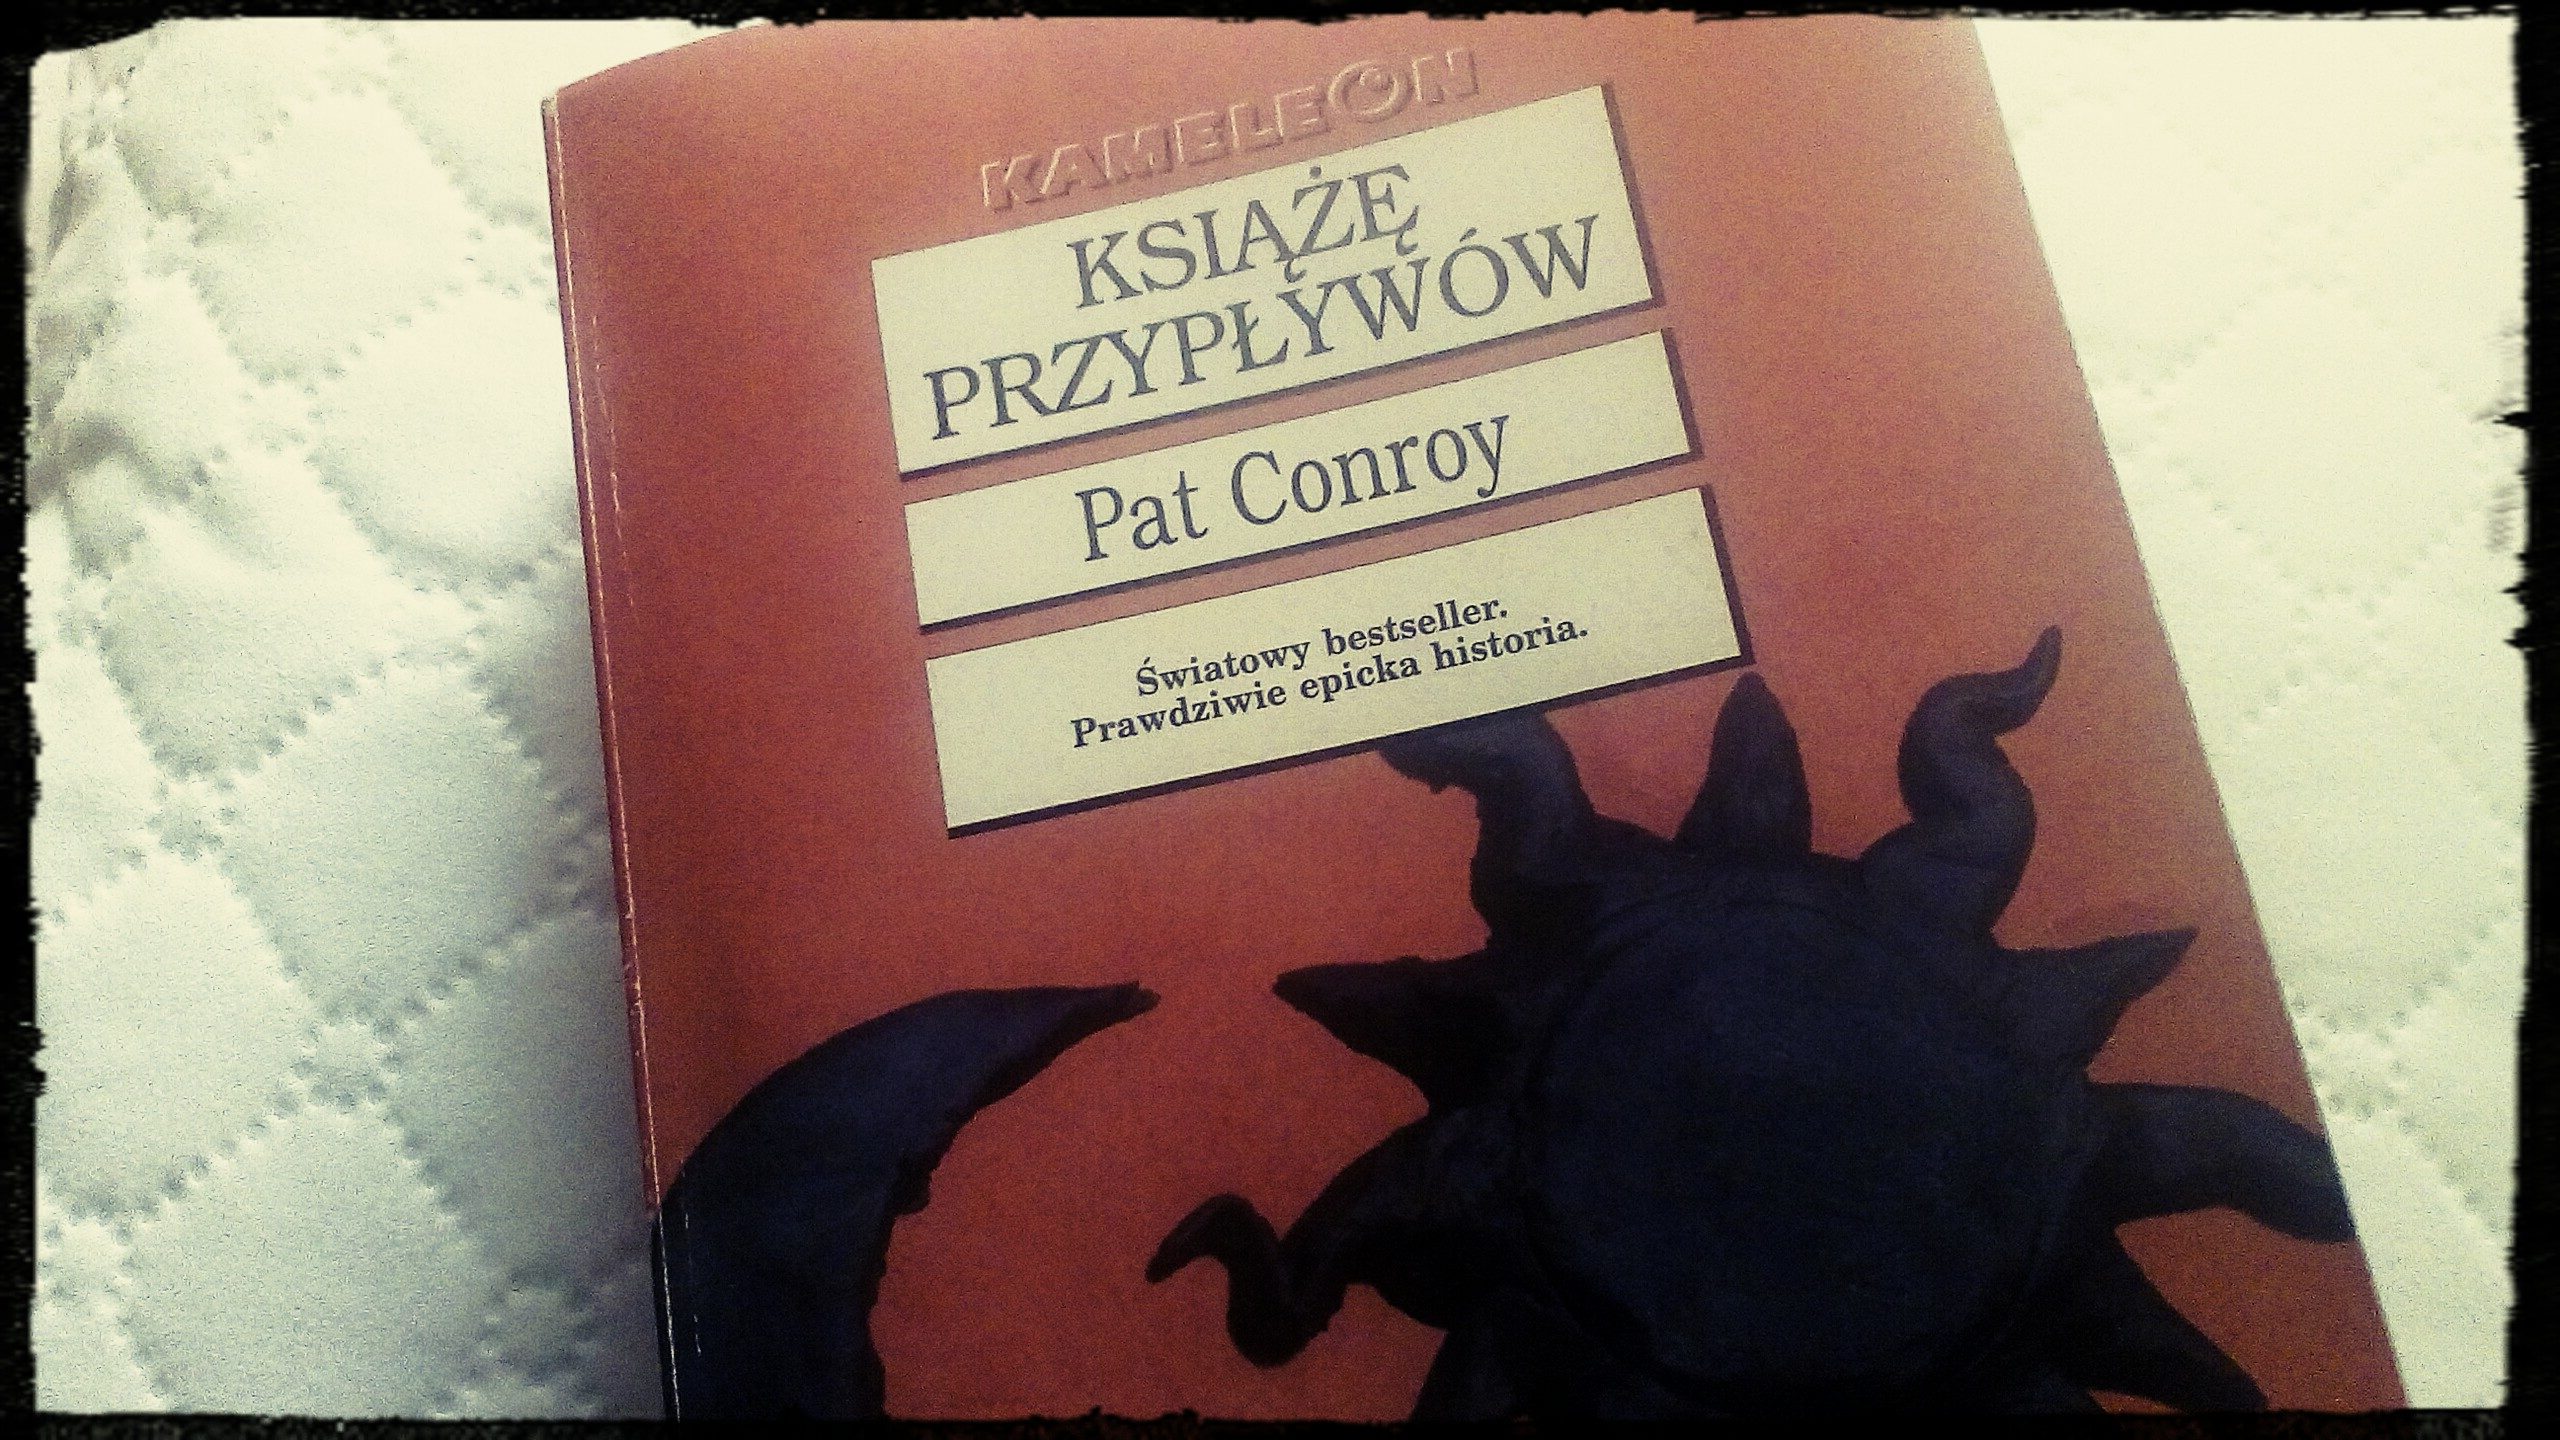 KAMELEON
KSIĄŻĘ
PRZYPŁYWÓW
Pat Conroy
Światowy bestseller.
Prawdziwie epicka historia.